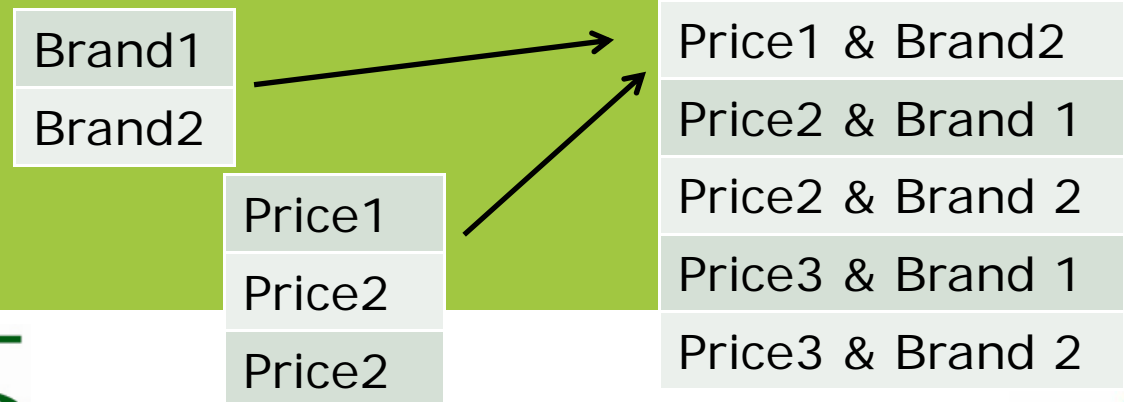 Brand1
Brand2
Price1
Price2
Price2
Price1 & Brand2
Price2 & Brand 1
Price2 & Brand 2
Price3 & Brand 1
Price3 & Brand 2